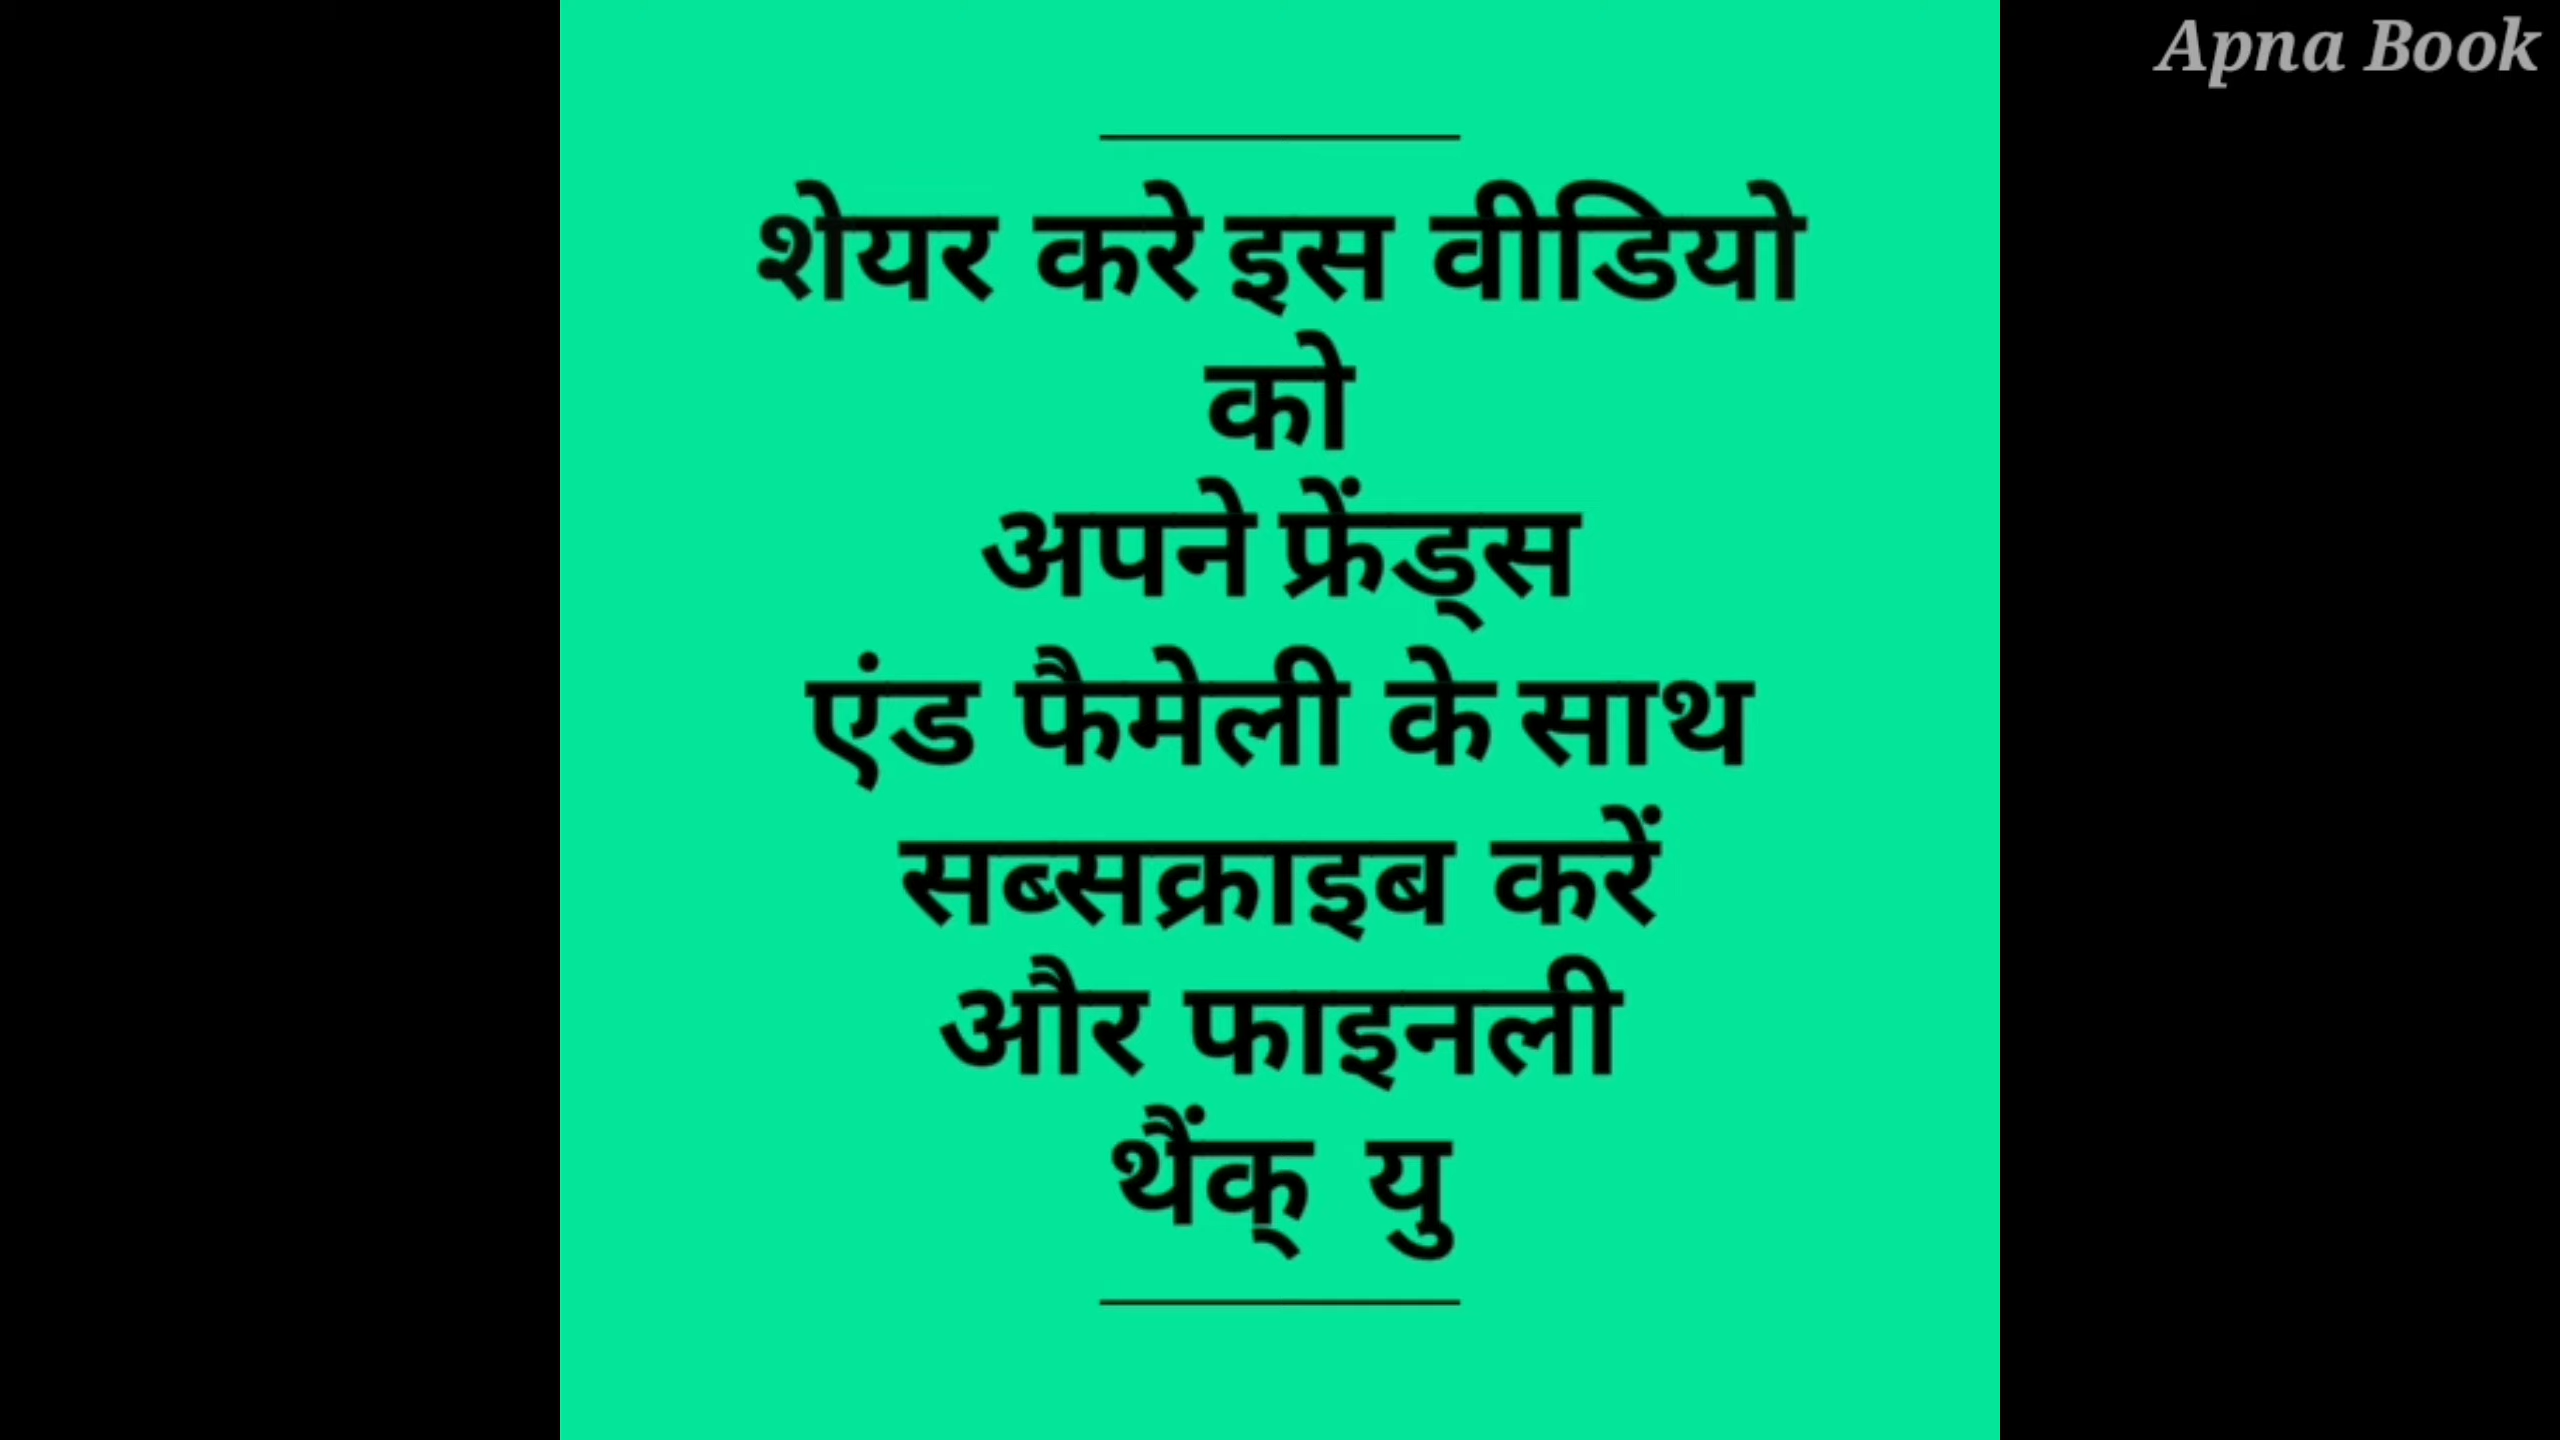 Apna Book
शेयर करे इस वीडियो
को
अपने फ्रेंड्स
एंड फैमेली के साथ
सब्सक्राइब करें
और फाइनली
थैंक् यु